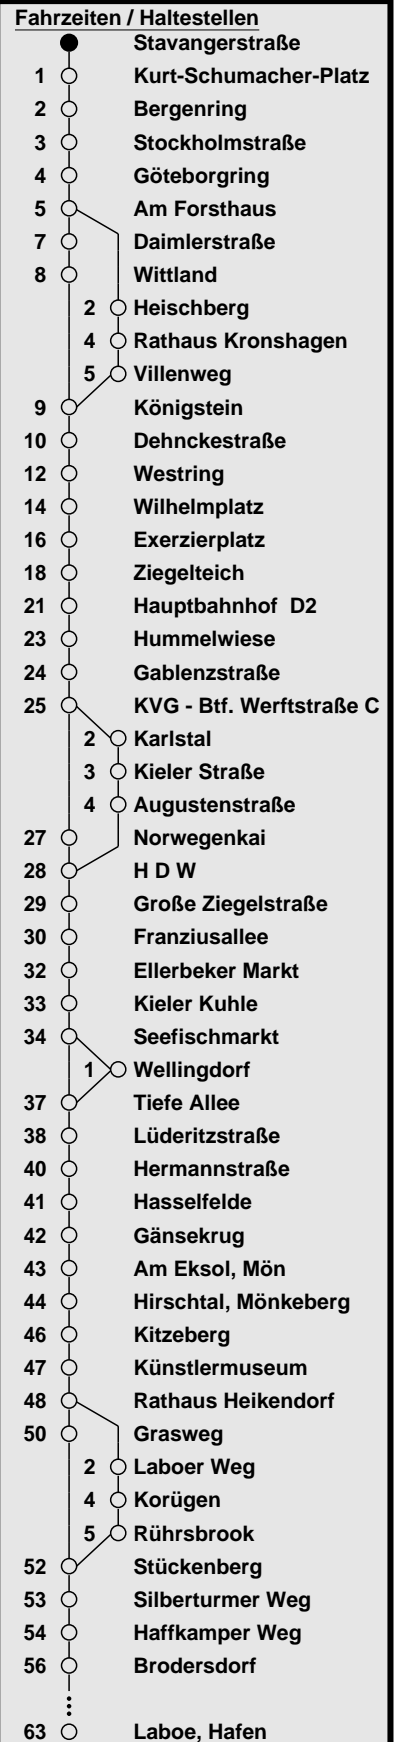 Fahrzeiten / Haltestellen
Stavangerstraße
1 Kurt-Schumacher-Platz
2 Bergenring
3 Stockholmstraße
4 Göteborgring
5 Am Forsthaus
7 Daimlerstraße
8 Wittland
2 Heischberg
4 Rathaus Kronshagen
5 Villenweg
9 Königstein
10 Dehnckestraße
12 Westring
14 Wilhelmplatz
16 Exerzierplatz
18 Ziegelteich
21 Hauptbahnhof D2
23 Hummelwiese
24 Gablenzstraße
25 KVG - Btf. Werftstraße C
2 Karlstal
3 Kieler Straße
4 Augustenstraße
27 Norwegenkai
28 H D W
29 Große Ziegelstraße
30 Franziusallee
32 Ellerbeker Markt
33 Kieler Kuhle
34 Seefischmarkt
1 Wellingdorf
37 Tiefe Allee
38 Lüderitzstraße
40 Hermannstraße
41 Hasselfelde
42 Gänsekrug
43 Am Eksol, Mön
44 Hirschtal, Mönkeberg
46 Kitzeberg
47 Künstlermuseum
48 Rathaus Heikendorf
50 Grasweg
2 Laboer Weg
4 Korügen
5 Rührsbrook
52 Stückenberg
53 Silberturmer Weg
54 Haffkamper Weg
56 Brodersdorf
63 Laboe, Hafen